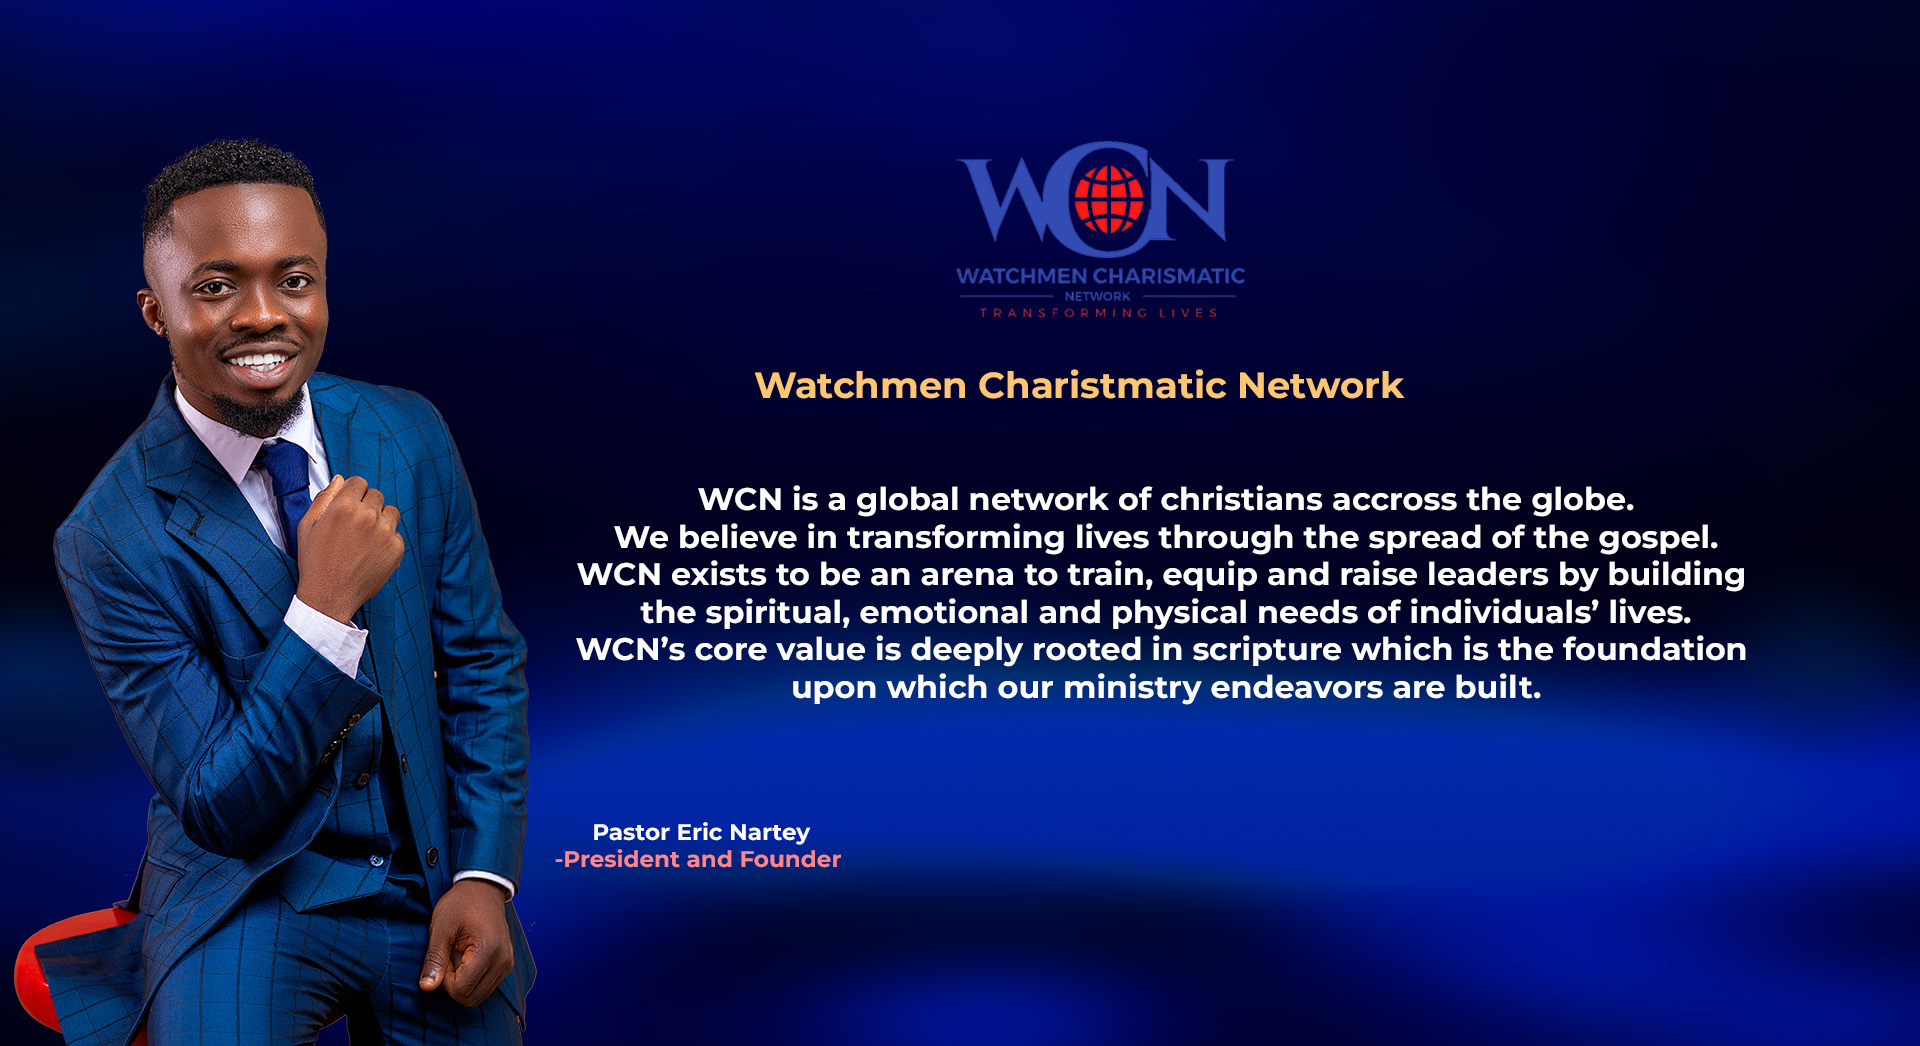 WCN
WATCHMEN CHARISMATIC
NETWORK
TRANSFORMING LIVES
Watchmen Charistmatic Network
WCN is a global network of christians accross the globe.
We believe in transforming lives through the spread of the gospel.
WCN exists to be an arena to train, equip and raise leaders by building
the spiritual, emotional and physical needs of individuals’ lives.
WCN’s core value is deeply rooted in scripture which is the foundation
upon which our ministry endeavors are built.
Pastor Eric Nartey
-President and Founder